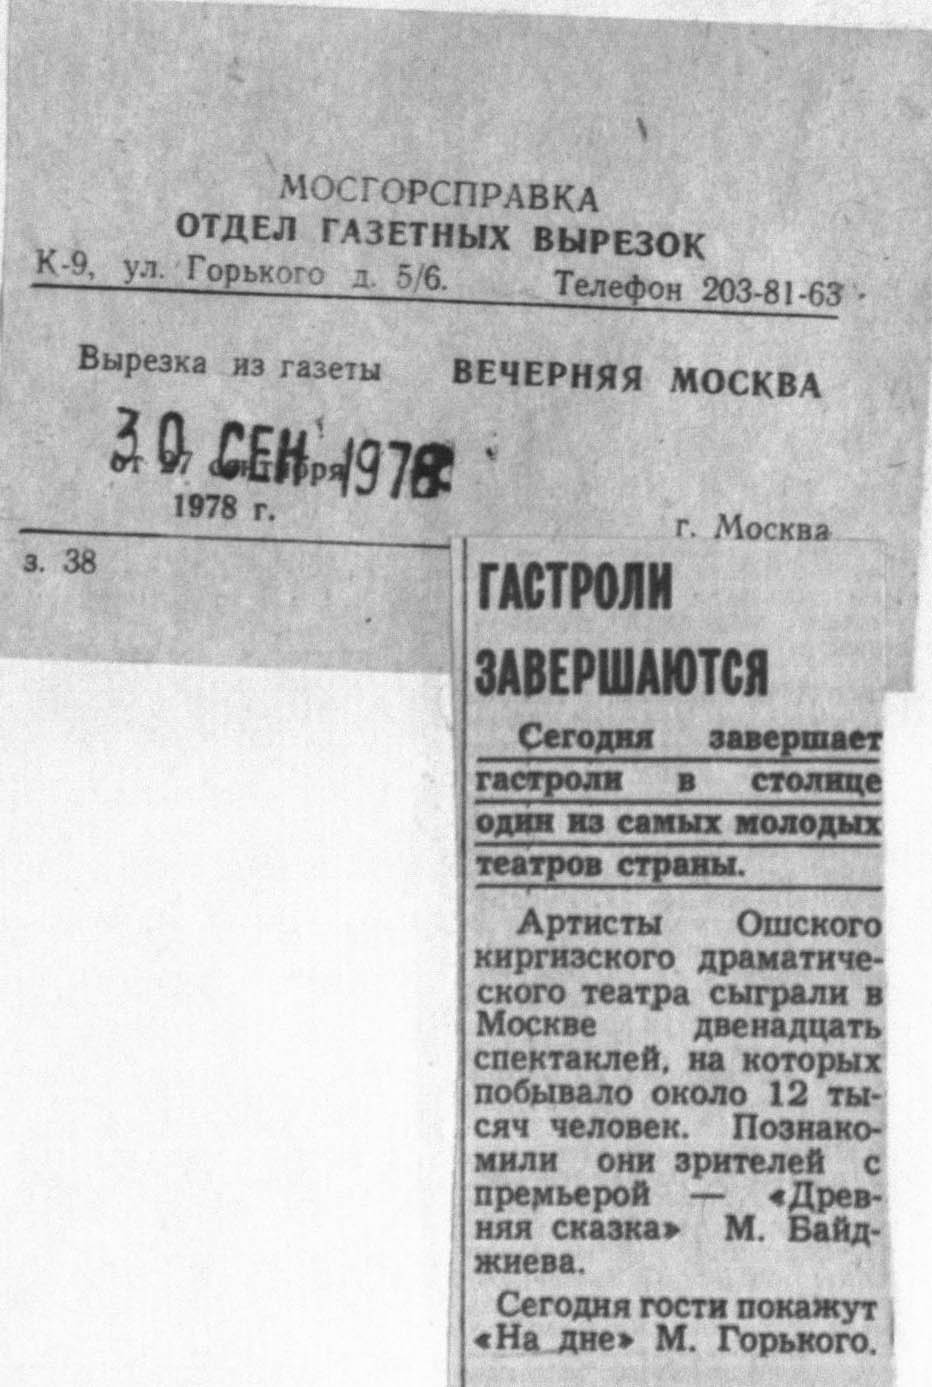 МОСГОРСПРАВКА
ОТДЕЛ ГАЗЕТНЫХ ВЫРЕЗОК
К-9, ул. Горького д. 5/6. Телефон 203-81-63
Вырезка из газеты ВЕЧЕРНЯЯ МОСКВА
30 СЕН 1978
от 27 сентября
1978 г.
г. Москва
з. 38
ГАСТРОЛИ
ЗАВЕРШАЮТСЯ
Сегодня завершает
гастроли в столице
один из самых молодых
театров страны.
Артисты Ошского
киргизского драматиче-
ского театра сыграли в
Москве двенадцать
спектаклей, на которых
побывало около 12 ты-
сяч человек. Познако-
мили они зрителей с
премьерой — «Древ-
няя сказка» М. Байд-
жиева.
Сегодня гости покажут
«На дне» М. Горького.